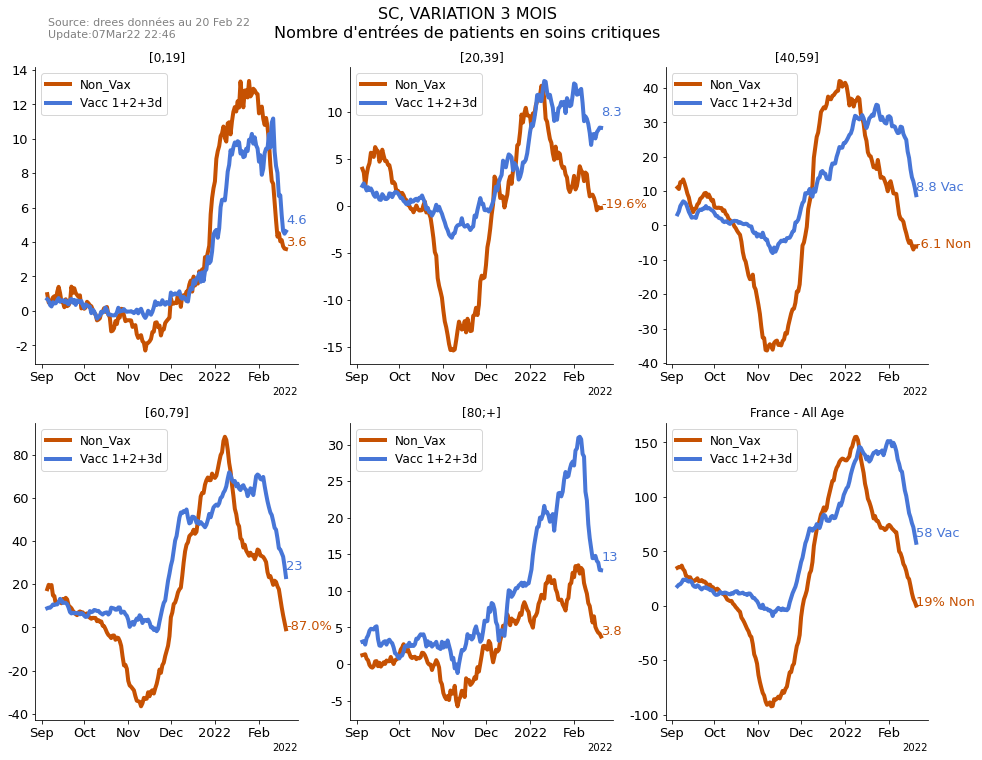 SC, VARIATION 3 MOIS
Nombre d'entrées de patients en soins critiques
Source: drees données au 20 Feb 22
Update:07Mar22 22:46
[0,19]
Non_Vax
Vacc 1+2+3d
14
12
10
8
6
4
2
0
-2
4.6
3.6
Sep Oct Nov Dec 2022 Feb
2022
[20,39]
Non_Vax
Vacc 1+2+3d
10
5
0
-5
-10
-15
8.3
-19.6%
Sep Oct Nov Dec 2022 Feb
2022
[40,59]
Non_Vax
Vacc 1+2+3d
40
30
20
10
0
-10
-20
-30
-40
8.8 Vac
-6.1 Non
Sep Oct Nov Dec 2022 Feb
2022
[60,79]
Non_Vax
Vacc 1+2+3d
80
60
40
20
0
-20
-40
23
-87.0%
Sep Oct Nov Dec 2022 Feb
2022
[80;+]
Non_Vax
Vacc 1+2+3d
30
25
20
15
10
5
0
-5
13
3.8
Sep Oct Nov Dec 2022 Feb
2022
France - All Age
Non_Vax
Vacc 1+2+3d
150
100
50
0
-50
-100
58 Vac
19% Non
Sep Oct Nov Dec 2022 Feb
2022